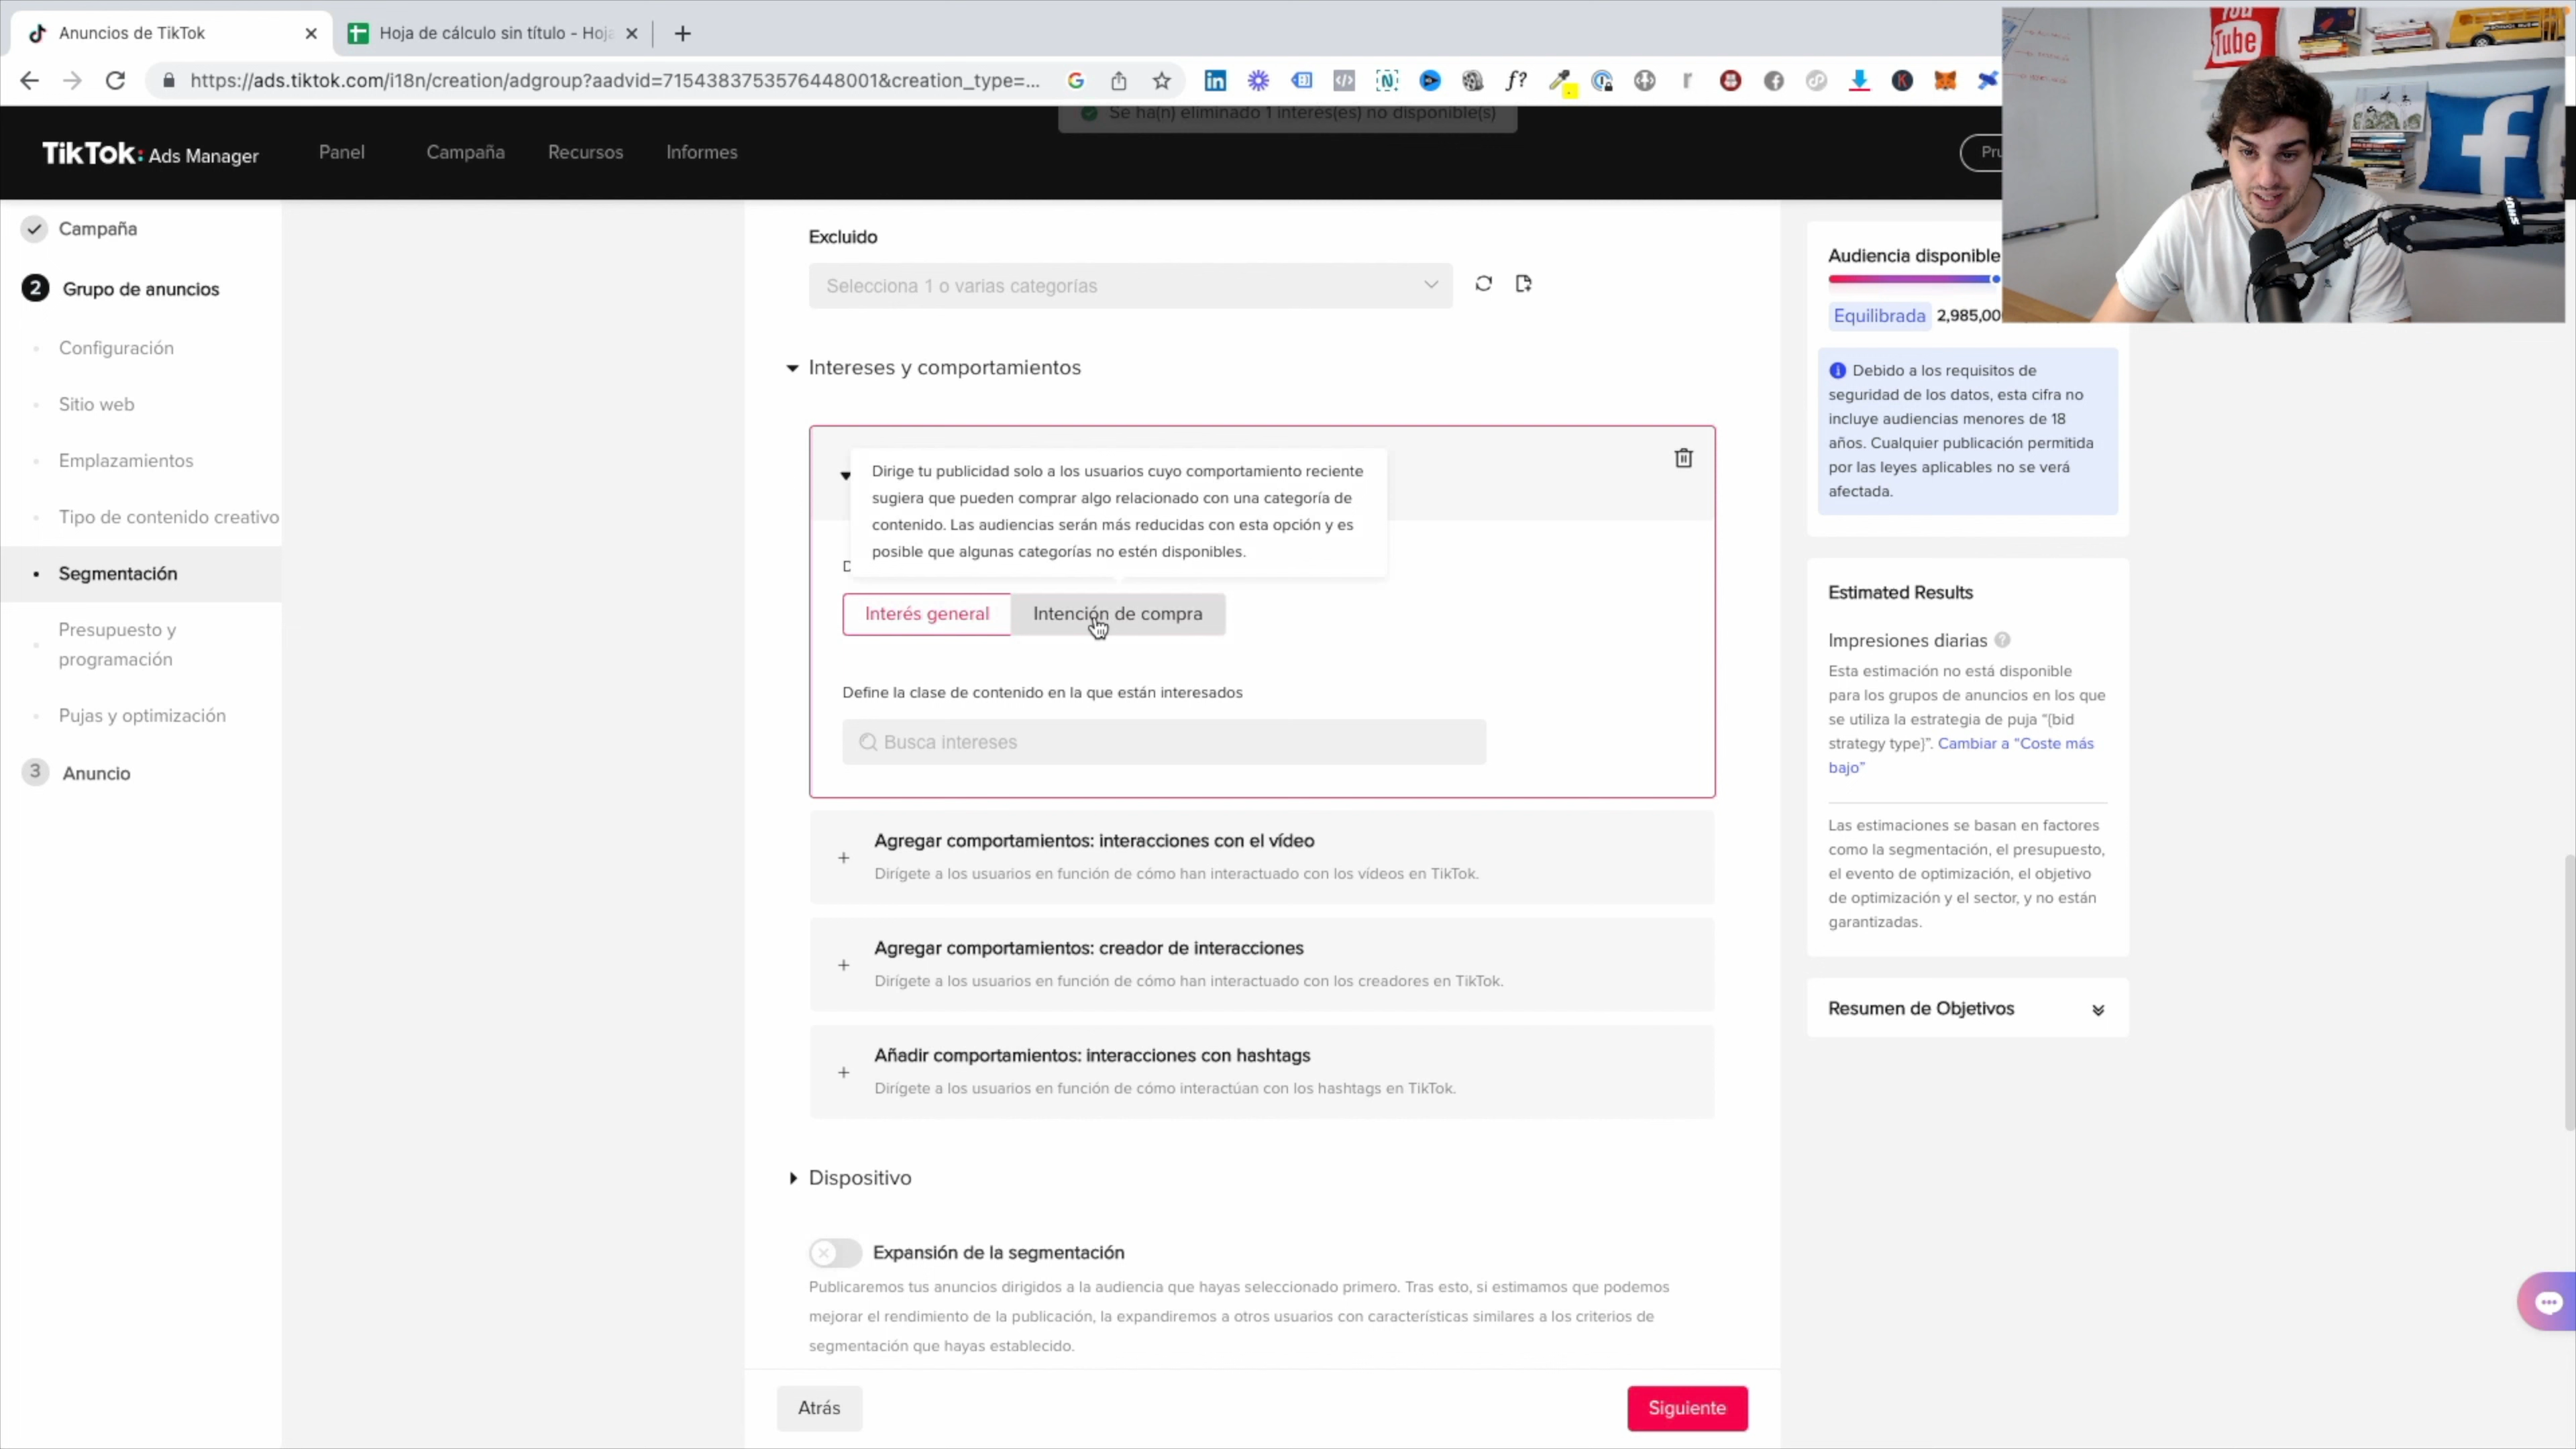 Anuncios de TikTok
Hoja de cálculo sin título - Hoja
https://ads.tiktok.com/i18n/creation/adgroup?aadvid=7154383753576448001&creation_type=...
Se ha(n) eliminado 1 interes(es) no disponible(s)
TikTok: Ads Manager
Panel
Campaña
Recursos
Informes
You
Tube
SHURE
Campaña
2 Grupo de anuncios
Configuración
Sitio web
Emplazamientos
Tipo de contenido creativo
Segmentación
Presupuesto y
programación
Pujas y optimización
3 Anuncio
Excluido
Selecciona 1 o varias categorías
Intereses y comportamientos
Dirige tu publicidad solo a los usuarios cuyo comportamiento reciente
sugiera que pueden comprar algo relacionado con una categoría de
contenido. Las audiencias serán más reducidas con esta opción y es
posible que algunas categorías no estén disponibles.
Interés general
Intención de compra
Define la clase de contenido en la que están interesados
Busca intereses
Agregar comportamientos: interacciones con el vídeo
Dirígete a los usuarios en función de cómo han interactuado con los vídeos en TikTok.
Agregar comportamientos: creador de interacciones
Dirígete a los usuarios en función de cómo han interactuado con los creadores en TikTok.
Añadir comportamientos: interacciones con hashtags
Dirígete a los usuarios en función de cómo interactúan con los hashtags en TikTok.
Dispositivo
Expansión de la segmentación
Publicaremos tus anuncios dirigidos a la audiencia que hayas seleccionado primero. Tras esto, si estimamos que podemos
mejorar el rendimiento de la publicación, la expandiremos a otros usuarios con características similares a los criterios de
segmentación que hayas establecido.
Atrás
Siguiente
Audiencia disponible
Equilibrada 2,985,00
Debido a los requisitos de
seguridad de los datos, esta cifra no
incluye audiencias menores de 18
años. Cualquier publicación permitida
por las leyes aplicables no se verá
afectada.
Estimated Results
Impresiones diarias
Esta estimación no está disponible
para los grupos de anuncios en los que
se utiliza la estrategia de puja "(bid
strategy type)". Cambiar a "Coste más
bajo"
Las estimaciones se basan en factores
como la segmentación, el presupuesto,
el evento de optimización, el objetivo
de optimización y el sector, y no están
garantizadas.
Resumen de Objetivos